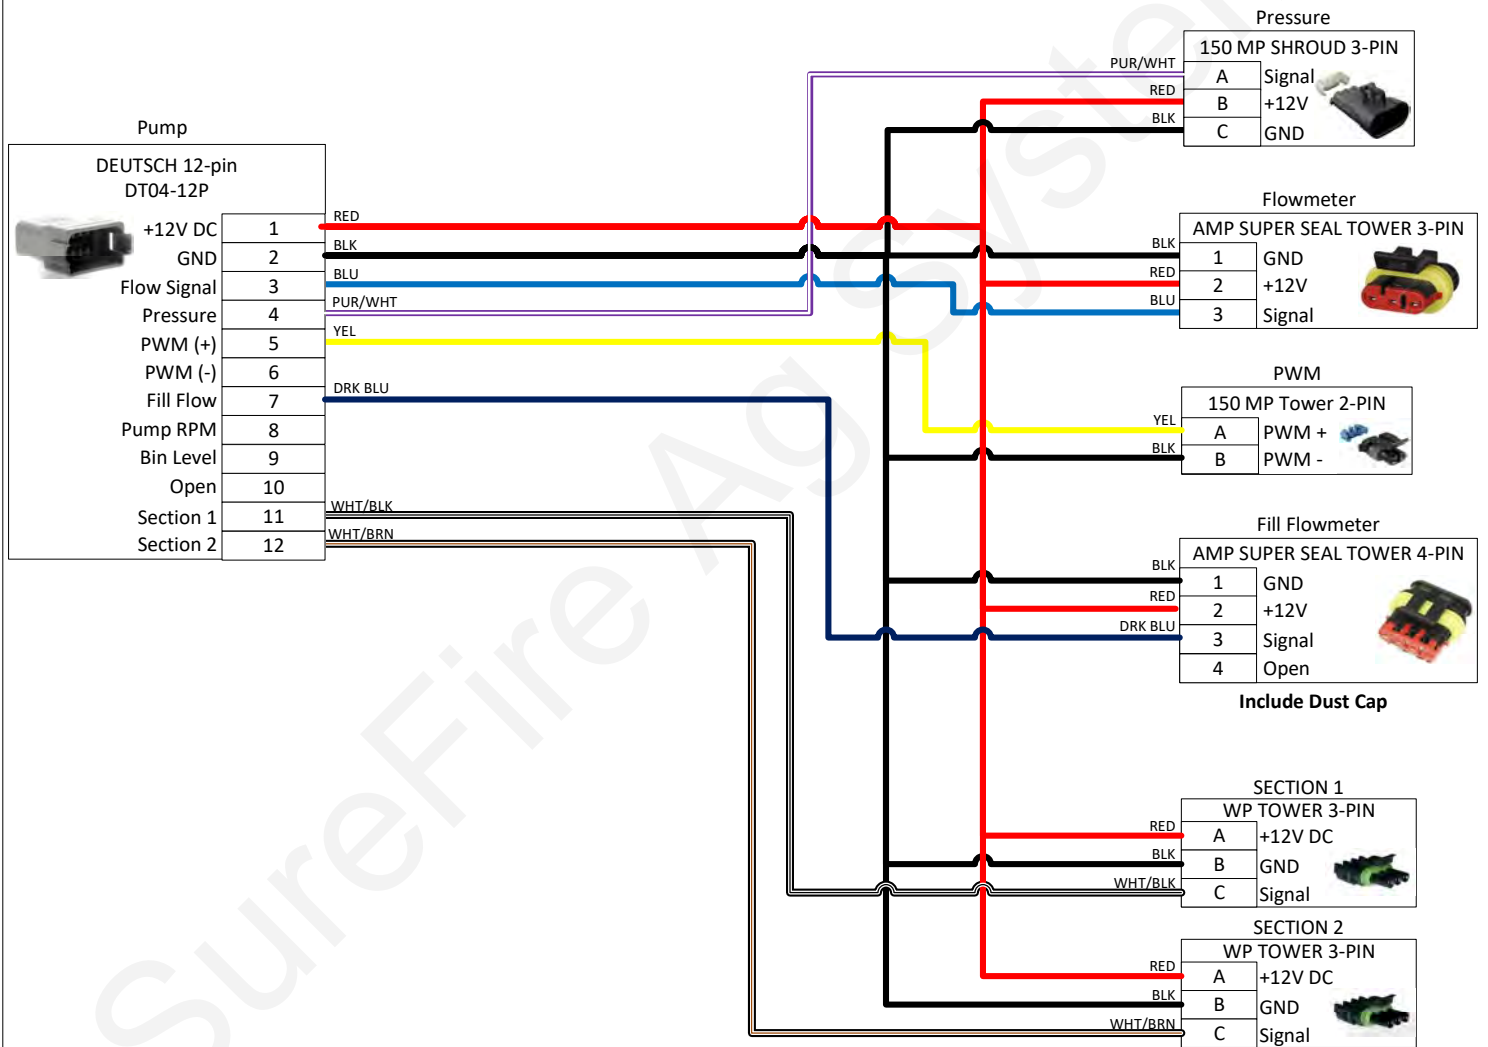 Pump
DEUTSCH 12-pin
DT04-12P
+12V DC 1 RED
GND 2 BLK
Flow Signal 3 BLU
Pressure 4 PUR/WHT
PWM (+) 5 YEL
PWM (-) 6
Fill Flow 7 DRK BLU
Pump RPM 8
Bin Level 9
Open 10
Section 1 11 WHT/BLK
Section 2 12 WHT/BRN
Pressure
150 MP SHROUD 3-PIN
PUR/WHT A Signal
RED B +12V
BLK C GND
Flowmeter
AMP SUPER SEAL TOWER 3-PIN
BLK 1 GND
RED 2 +12V
BLU 3 Signal
PWM
150 MP Tower 2-PIN
YEL A PWM +
BLK B PWM -
Fill Flowmeter
AMP SUPER SEAL TOWER 4-PIN
BLK 1 GND
RED 2 +12V
DRK BLU 3 Signal
4 Open
Include Dust Cap
SECTION 1
WP TOWER 3-PIN
RED A +12V DC
BLK B GND
WHT/BLK C Signal
SECTION 2
WP TOWER 3-PIN
RED A +12V DC
BLK B GND
WHT/BRN C Signal
SureFire Ag System